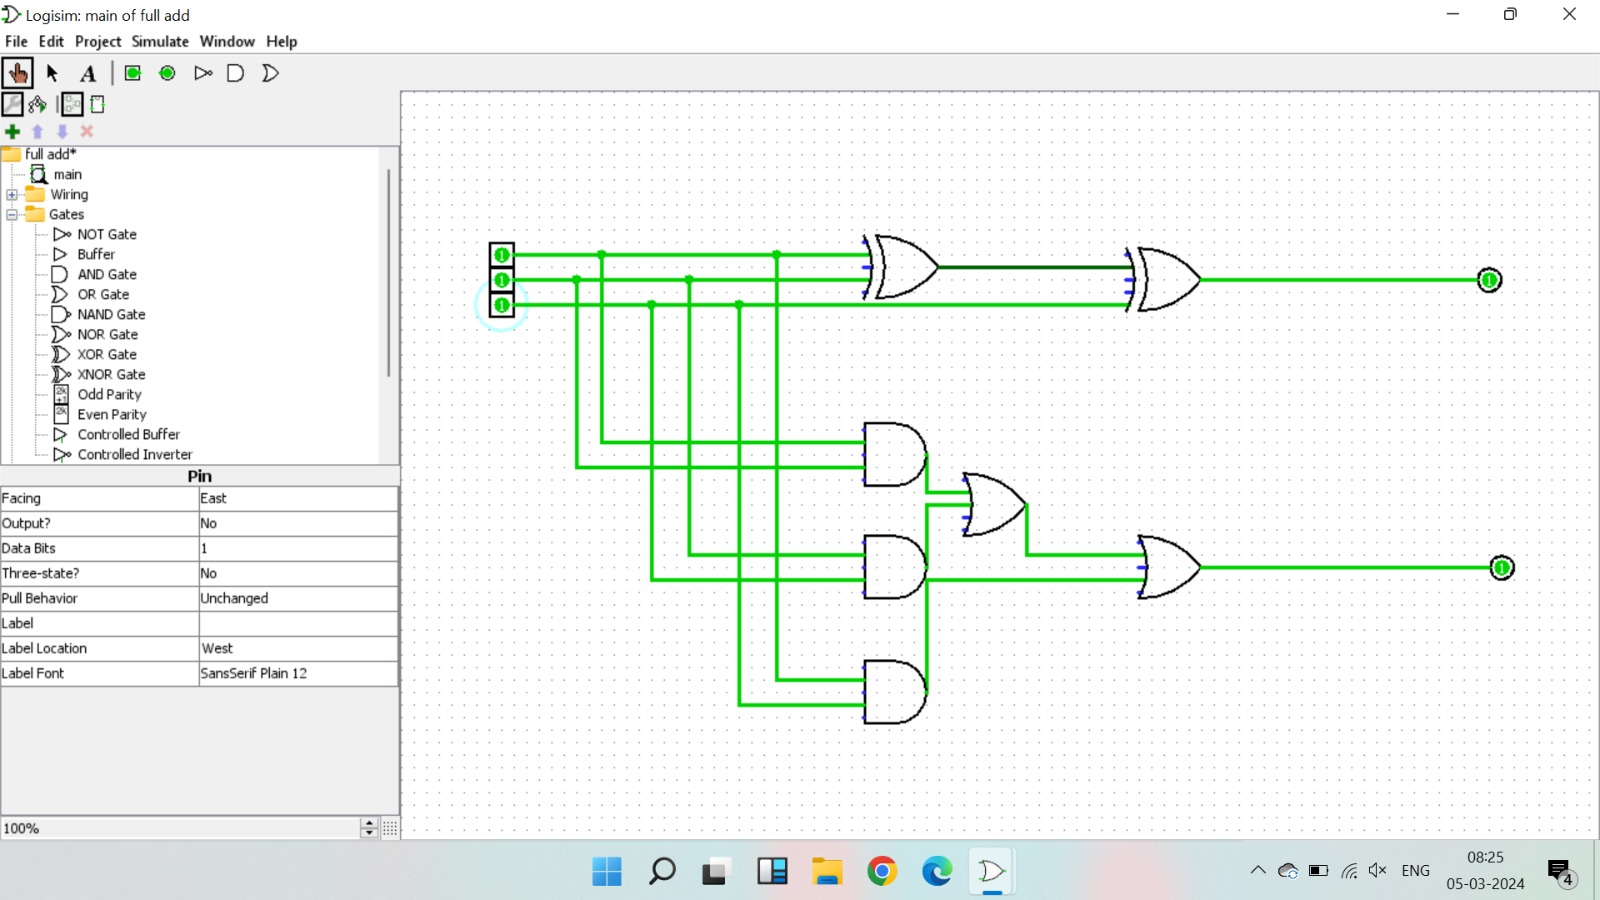 Logisim: main of full add
File Edit Project Simulate Window Help
A
full add*
main
Wiring
Gates
NOT Gate
Buffer
AND Gate
OR Gate
NAND Gate
NOR Gate
XOR Gate
XNOR Gate
Odd Parity
Even Parity
Controlled Buffer
Controlled Inverter
Pin
Facing East
Output? No
Data Bits 1
Three-state? No
Pull Behavior Unchanged
Label
Label Location West
Label Font SansSerif Plain 12
100%
1
1
1
1
1
ENG
08:25
05-03-2024
4